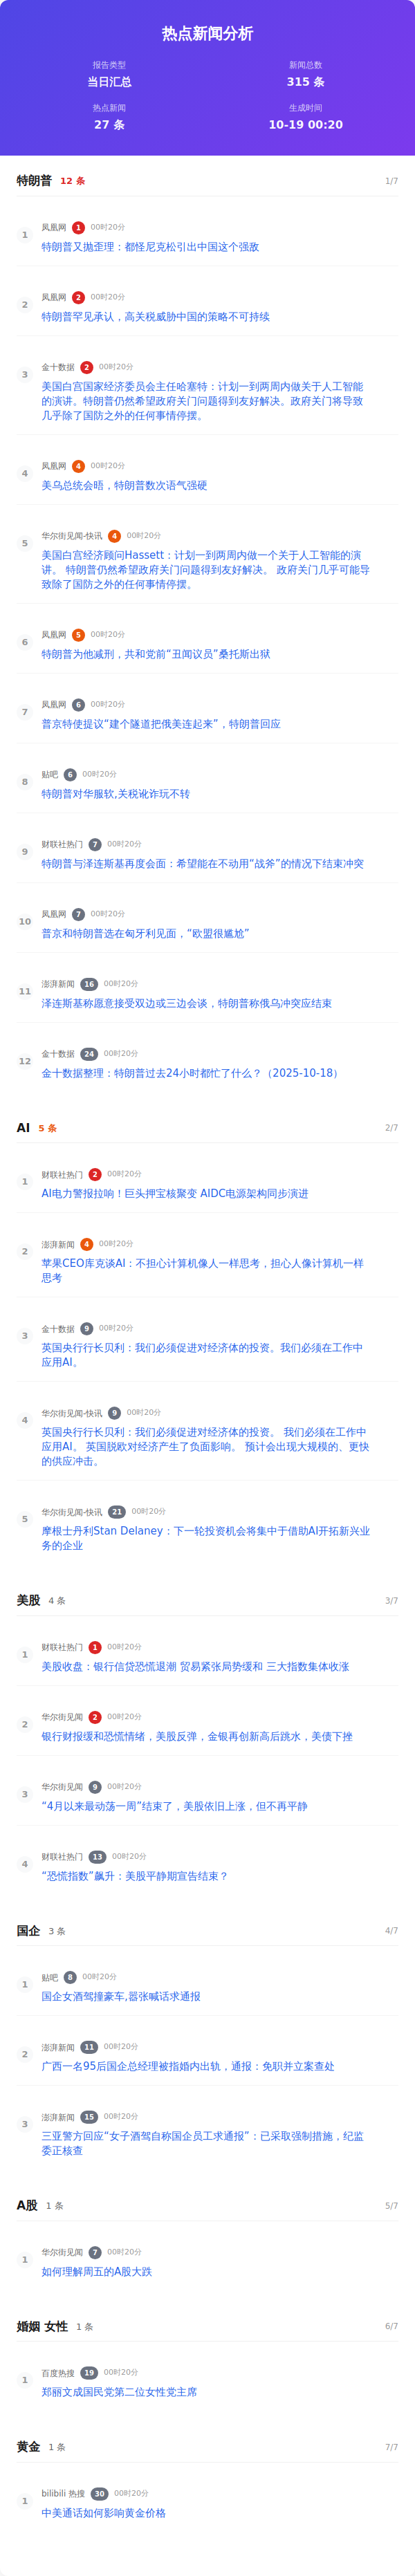 热点新闻分析
报告类型
当日汇总
新闻总数
315 条
热点新闻
27 条
生成时间
10-19 00:20
特朗普 12 条 1/7
1 凤凰网 1 00时20分
特朗普又抛歪理：都怪尼克松引出中国这个强敌
2 凤凰网 2 00时20分
特朗普罕见承认，高关税威胁中国的策略不可持续
3 金十数据 2 00时20分
美国白宫国家经济委员会主任哈塞特：计划一到两周内做关于人工智能
的演讲。特朗普仍然希望政府关门问题得到友好解决。政府关门将导致
几乎除了国防之外的任何事情停摆。
4 凤凰网 4 00时20分
美乌总统会晤，特朗普数次语气强硬
5 华尔街见闻-快讯 4 00时20分
美国白宫经济顾问Hassett：计划一到两周内做一个关于人工智能的演
讲。 特朗普仍然希望政府关门问题得到友好解决。 政府关门几乎可能导
致除了国防之外的任何事情停摆。
6 凤凰网 5 00时20分
特朗普为他减刑，共和党前“丑闻议员”桑托斯出狱
7 凤凰网 6 00时20分
普京特使提议“建个隧道把俄美连起来”，特朗普回应
8 贴吧 6 00时20分
特朗普对华服软,关税讹诈玩不转
9 财联社热门 7 00时20分
特朗普与泽连斯基再度会面：希望能在不动用“战斧”的情况下结束冲突
10 凤凰网 7 00时20分
普京和特朗普选在匈牙利见面，“欧盟很尴尬”
11 澎湃新闻 16 00时20分
泽连斯基称愿意接受双边或三边会谈，特朗普称俄乌冲突应结束
12 金十数据 24 00时20分
金十数据整理：特朗普过去24小时都忙了什么？（2025-10-18）
AI 5 条 2/7
1 财联社热门 2 00时20分
AI电力警报拉响！巨头押宝核聚变 AIDC电源架构同步演进
2 澎湃新闻 4 00时20分
苹果CEO库克谈AI：不担心计算机像人一样思考，担心人像计算机一样
思考
3 金十数据 9 00时20分
英国央行行长贝利：我们必须促进对经济体的投资。我们必须在工作中
应用AI。
4 华尔街见闻-快讯 9 00时20分
英国央行行长贝利：我们必须促进对经济体的投资。 我们必须在工作中
应用AI。 英国脱欧对经济产生了负面影响。 预计会出现大规模的、更快
的供应冲击。
5 华尔街见闻-快讯 21 00时20分
摩根士丹利Stan Delaney：下一轮投资机会将集中于借助AI开拓新兴业
务的企业
美股 4 条 3/7
1 财联社热门 1 00时20分
美股收盘：银行信贷恐慌退潮 贸易紧张局势缓和 三大指数集体收涨
2 华尔街见闻 2 00时20分
银行财报缓和恐慌情绪，美股反弹，金银再创新高后跳水，美债下挫
3 华尔街见闻 9 00时20分
“4月以来最动荡一周”结束了，美股依旧上涨，但不再平静
4 财联社热门 13 00时20分
“恐慌指数”飙升：美股平静期宣告结束？
国企 3 条 4/7
1 贴吧 8 00时20分
国企女酒驾撞豪车,嚣张喊话求通报
2 澎湃新闻 11 00时20分
广西一名95后国企总经理被指婚内出轨，通报：免职并立案查处
3 澎湃新闻 15 00时20分
三亚警方回应“女子酒驾自称国企员工求通报”：已采取强制措施，纪监
委正核查
A股 1 条 5/7
1 华尔街见闻 7 00时20分
如何理解周五的A股大跌
婚姻 女性 1 条 6/7
1 百度热搜 19 00时20分
郑丽文成国民党第二位女性党主席
黄金 1 条 7/7
1 bilibili 热搜 30 00时20分
中美通话如何影响黄金价格